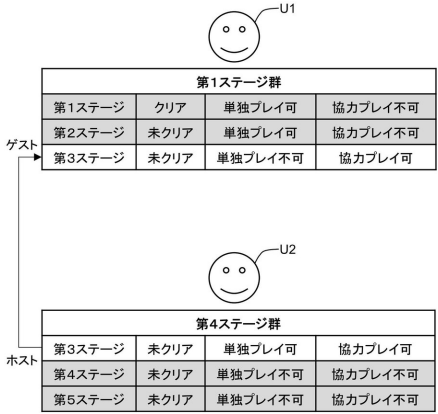 U1
第1ステージ群
第1ステージ クリア 単独プレイ可 協力プレイ不可
第2ステージ 未クリア 単独プレイ可 協力プレイ不可
ゲスト
第3ステージ 未クリア 単独プレイ不可 協力プレイ可
U2
第4ステージ群
第3ステージ 未クリア 単独プレイ可 協力プレイ可
ホスト
第4ステージ 未クリア 単独プレイ可 協力プレイ不可
第5ステージ 未クリア 単独プレイ可 協力プレイ不可